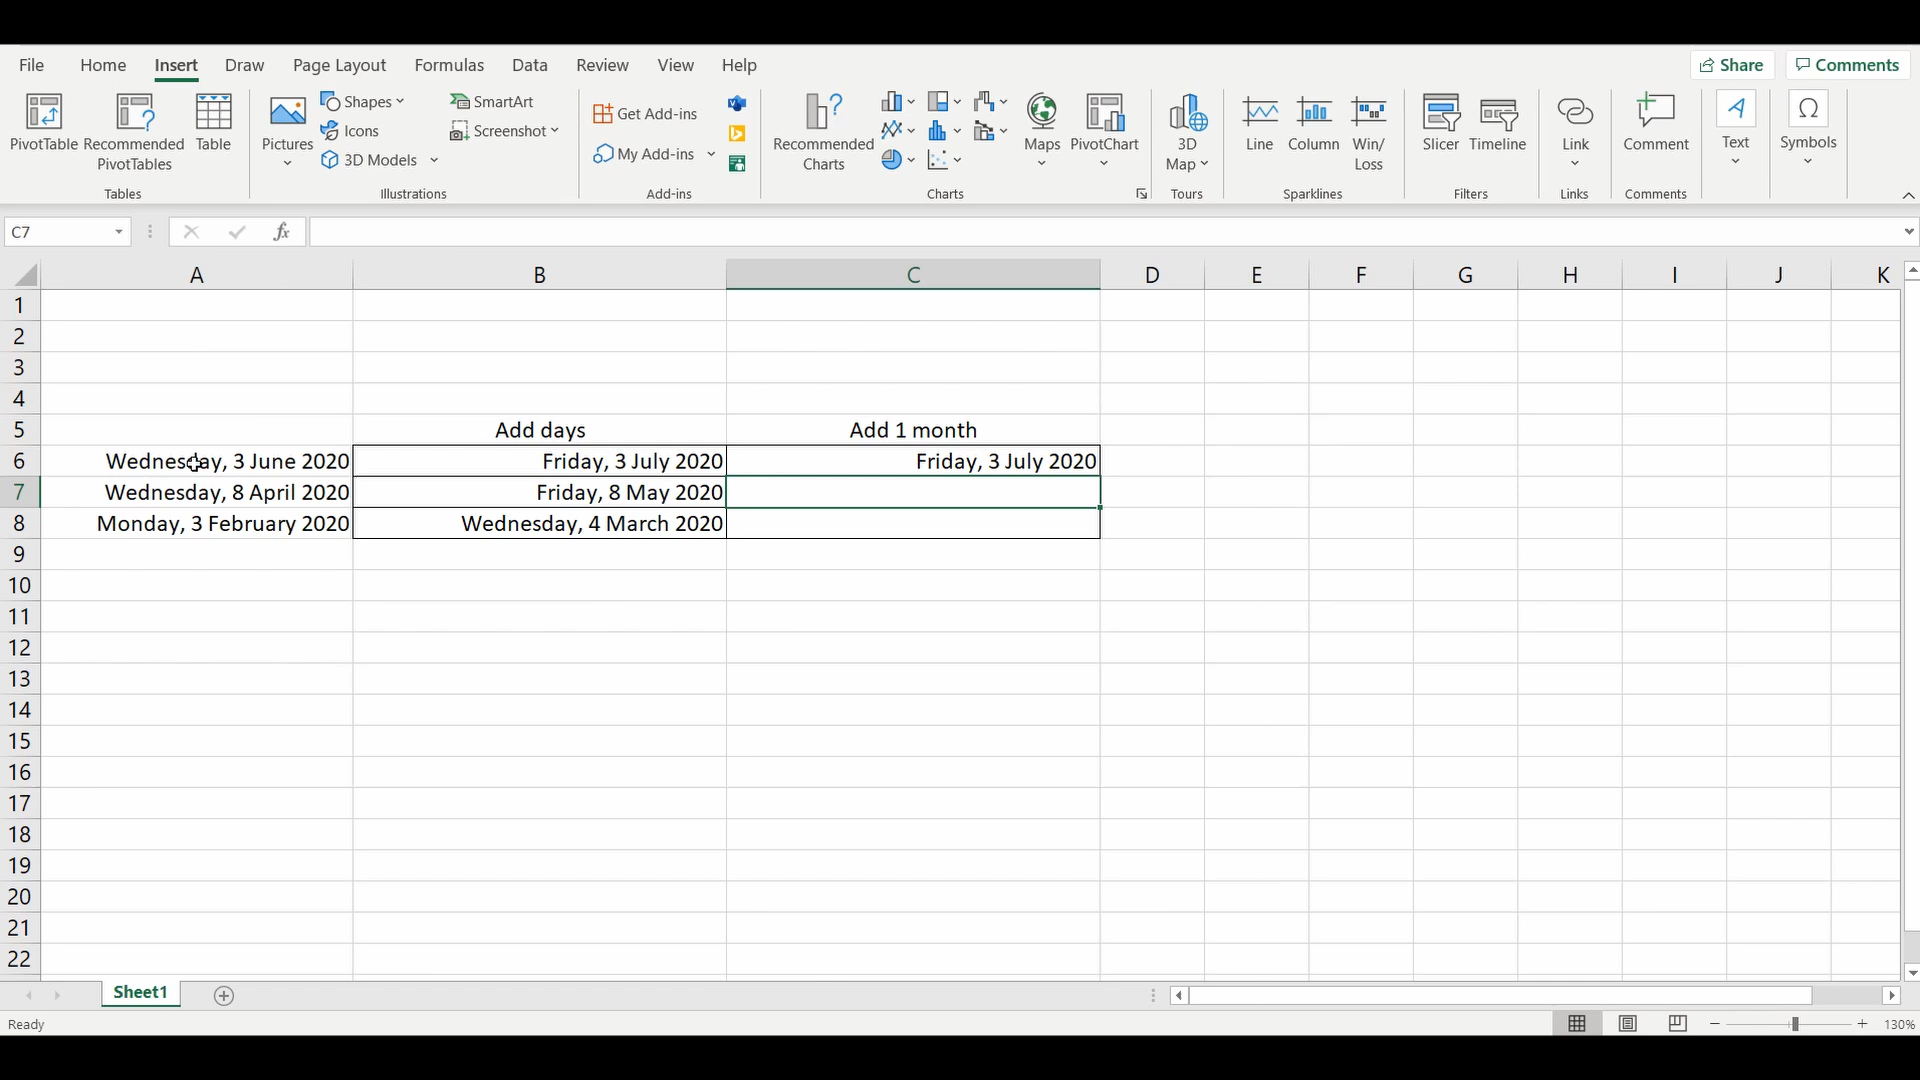 File Home Insert Draw Page Layout Formulas Data Review View Help Share Comments
PivotTable Recommended PivotTables Table
Tables
Pictures Shapes Icons 3D Models SmartArt Screenshot
Illustrations
Get Add-ins
My Add-ins
Add-ins
Recommended Charts Maps PivotChart
Charts
3D Map
Tours
Line Column Win/Loss
Sparklines
Slicer Timeline
Filters
Link
Links
Comment
Comments
Text
Symbols
C7 fx
A B C D E F G H I J K
1
2
3
4
5 Add days Add 1 month
6 Wednesday, 3 June 2020 Friday, 3 July 2020 Friday, 3 July 2020
7 Wednesday, 8 April 2020 Friday, 8 May 2020
8 Monday, 3 February 2020 Wednesday, 4 March 2020
9
10
11
12
13
14
15
16
17
18
19
20
21
22
Sheet1
Ready 130%